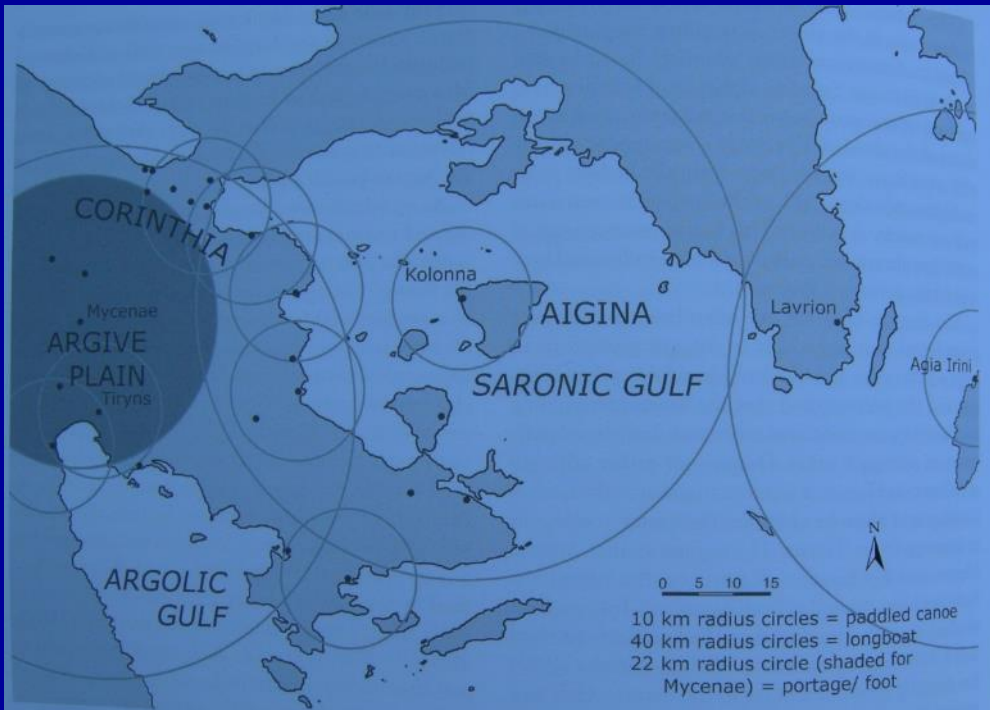 CORINTHIA
Mycenae
ARGIVE
PLAIN
Tiryns
Kolonna
AIGINA
SARONIC GULF
Lavrion
Agia Irini
ARGOLIC
GULF
N
0 5 10 15
10 km radius circles = paddled canoe
40 km radius circles = longboat
22 km radius circle (shaded for
Mycenae) = portage/ foot